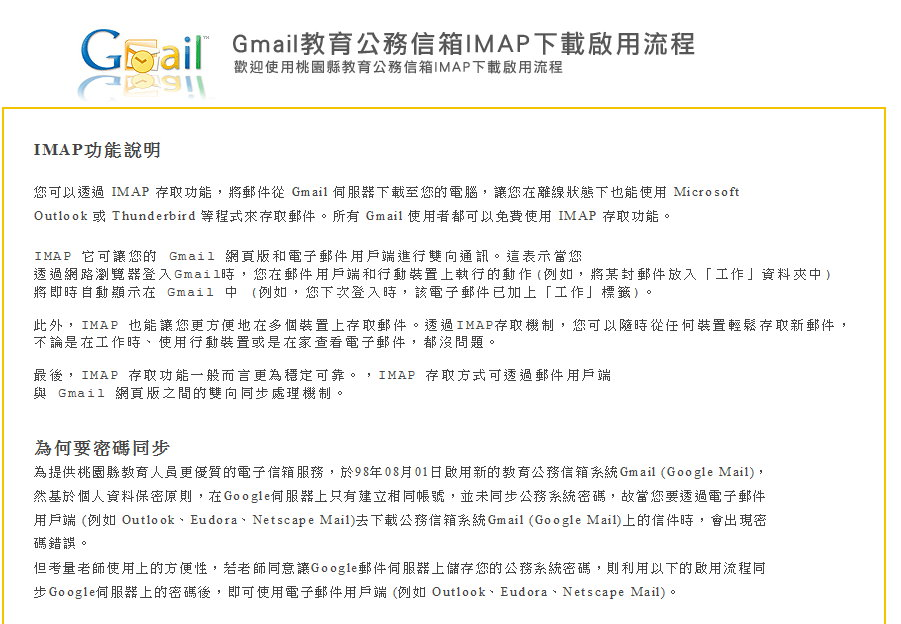 Gmail™
Gmail教育公務信箱IMAP下載啟用流程
歡迎使用桃園縣教育公務信箱IMAP下載啟用流程
IMAP功能說明
您可以透過 IMAP 存取功能，將郵件從 Gmail 伺服器下載至您的電腦，讓您在離線狀態下也能使用 Microsoft
Outlook 或 Thunderbird 等程式來存取郵件。所有 Gmail 使用者都可以免費使用 IMAP 存取功能。
IMAP 它可讓您的 Gmail 網頁版和電子郵件用戶端進行雙向通訊。這表示當您
透過網路瀏覽器登入Gmail時，您在郵件用戶端和行動裝置上執行的動作(例如，將某封郵件放入「工作」資料夾中)
將即時自動顯示在 Gmail 中 (例如，您下次登入時，該電子郵件已加上「工作」標籤)。
此外，IMAP 也能讓您更方便地在多個裝置上存取郵件。透過IMAP存取機制，您可以隨時從任何裝置輕鬆存取新郵件，
不論是在工作時、使用行動裝置或是在家查看電子郵件，都沒問題。
最後，IMAP 存取功能一般而言更為穩定可靠。，IMAP 存取方式可透過郵件用戶端
與 Gmail 網頁版之間的雙向同步處理機制。
為何要密碼同步
為提供桃園縣教育人員更優質的電子信箱服務，於98年08月01日啟用新的教育公務信箱系統Gmail (Google Mail)，
然基於個人資料保密原則，在Google伺服器上只有建立相同帳號，並未同步公務系統密碼，故當您要透過電子郵件
用戶端 (例如 Outlook、Eudora、Netscape Mail)去下載公務信箱系統Gmail (Google Mail)上的信件時，會出現密
碼錯誤。
但考量老師使用上的方便性，若老師同意讓Google郵件伺服器上儲存您的公務系統密碼，則利用以下的啟用流程同
步Google伺服器上的密碼後，即可使用電子郵件用戶端 (例如 Outlook、Eudora、Netscape Mail)。